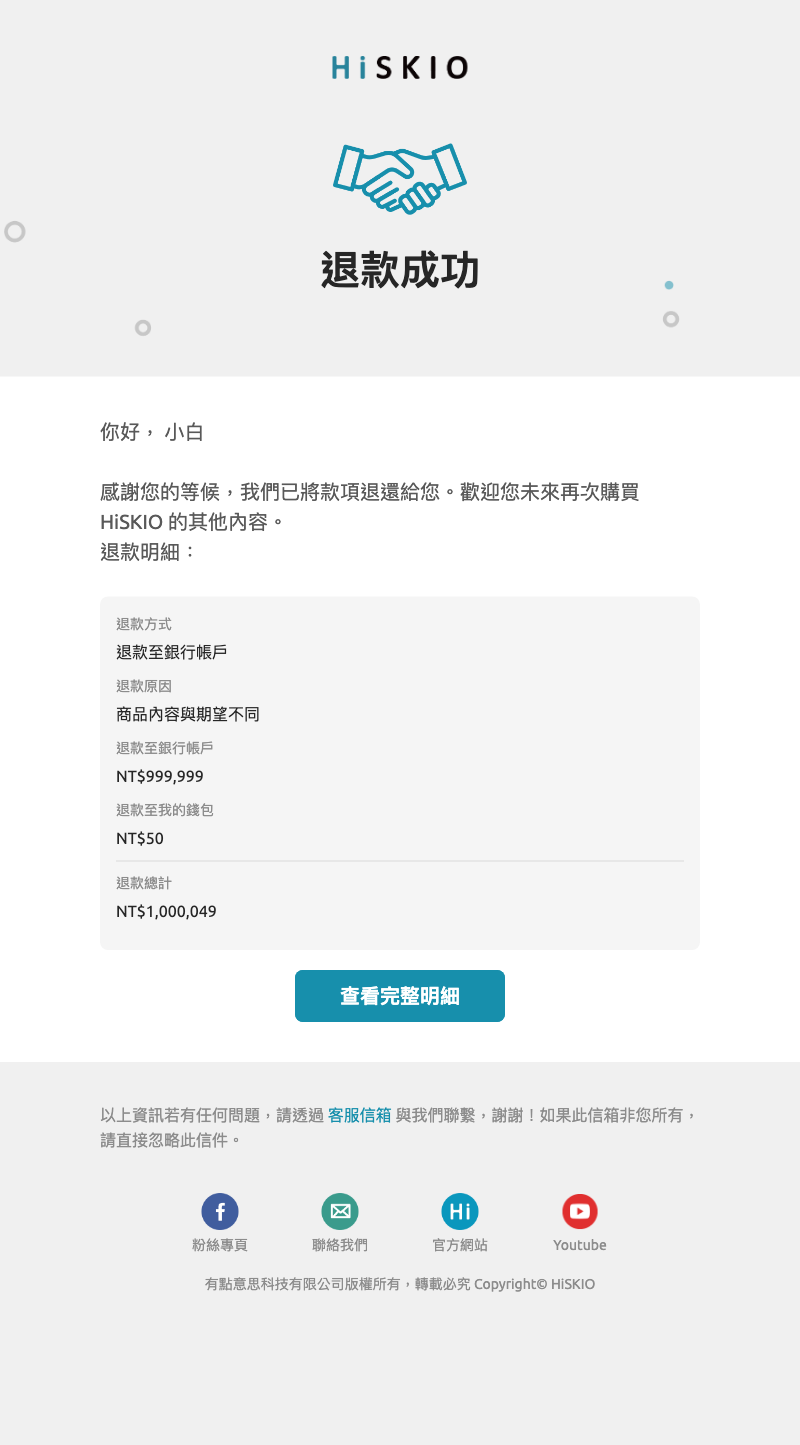 HiSKIO
退款成功
你好， 小白
感謝您的等候，我們已將款項退還給您。歡迎您未來再次購買
HiSKIO 的其他內容。
退款明細：
退款方式
退款至銀行帳戶
退款原因
商品內容與期望不同
退款至銀行帳戶
NT$999,999
退款至我的錢包
NT$50
退款總計
NT$1,000,049
查看完整明細
以上資訊若有任何問題，請透過 客服信箱 與我們聯繫，謝謝！如果此信箱非您所有，
請直接忽略此信件。
f Hi
粉絲專頁 聯絡我們 官方網站 Youtube
有點意思科技有限公司版權所有，轉載必究 Copyright© HiSKIO